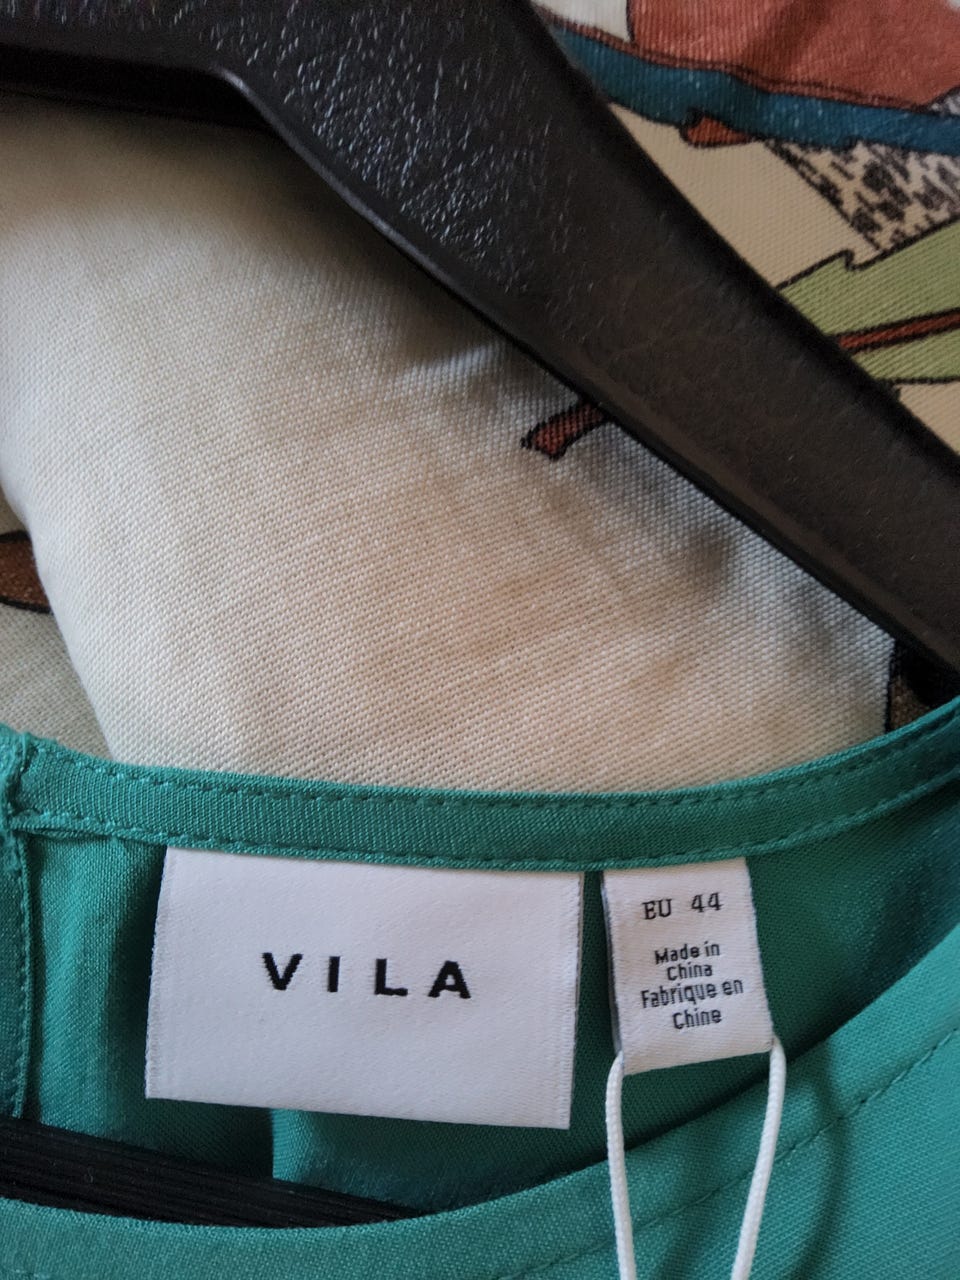 VILA
EU 44
Made in
China
Fabrique en
Chine